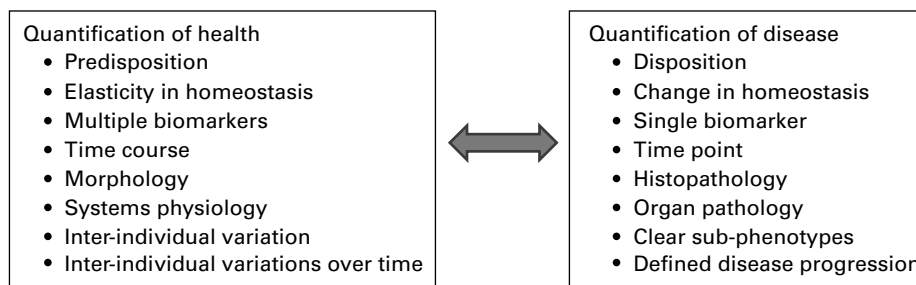 Quantification of health
• Predisposition
• Elasticity in homeostasis
• Multiple biomarkers
• Time course
• Morphology
• Systems physiology
• Inter-individual variation
• Inter-individual variations over time
Quantification of disease
• Disposition
• Change in homeostasis
• Single biomarker
• Time point
• Histopathology
• Organ pathology
• Clear sub-phenotypes
• Defined disease progression